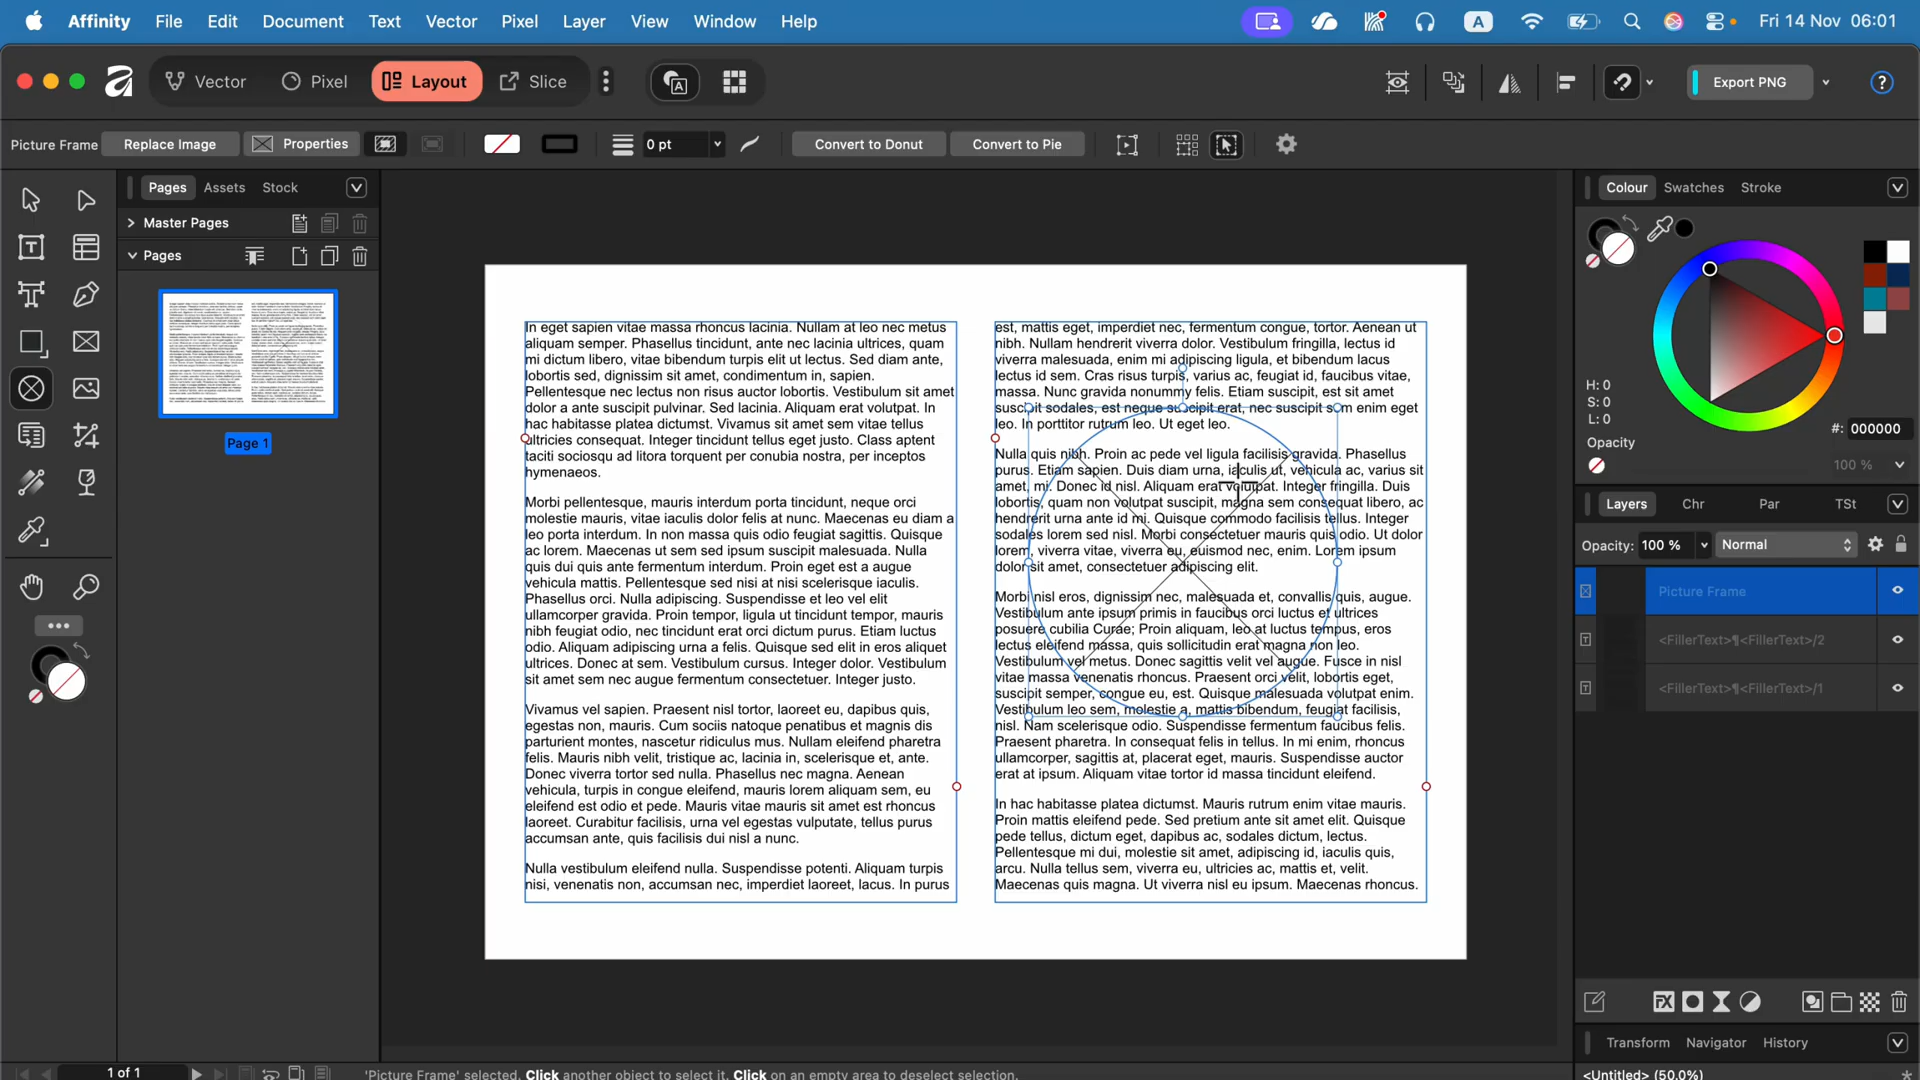 Affinity File Edit Document Text Vector Pixel Layer View Window Help A Fri 14 Nov 06:01
Vector Pixel Layout Slice A Export PNG ?
Picture Frame Replace Image Properties 0 pt Convert to Donut Convert to Pie
Pages Assets Stock
Master Pages
Pages
Page 1
In eget sapien vitae massa rhoncus lacinia. Nullam at leo nec metus
aliquam semper. Phasellus tincidunt, ante nec lacinia ultrices, quam
mi dictum libero, vitae bibendum turpis elit ut lectus. Sed diam ante,
lobortis sed, dignissim sit amet, condimentum in, sapien.
Pellentesque nec lectus non risus auctor lobortis. Vestibulum sit amet
dolor a ante suscipit pulvinar. Sed lacinia. Aliquam erat volutpat. In
hac habitasse platea dictumst. Vivamus sit amet sem vitae tellus
ultricies consequat. Integer tincidunt tellus eget justo. Class aptent
taciti sociosqu ad litora torquent per conubia nostra, per inceptos
hymenaeos.
Morbi pellentesque, mauris interdum porta tincidunt, neque orci
molestie mauris, vitae iaculis dolor felis at nunc. Maecenas eu diam a
leo porta interdum. In non massa quis odio feugiat sagittis. Quisque
ac lorem. Maecenas ut sem sed ipsum suscipit malesuada. Nulla
quis dui quis ante fermentum interdum. Proin eget est a augue
vehicula mattis. Pellentesque sed nisi at nisi scelerisque iaculis.
Phasellus orci. Nulla adipiscing. Suspendisse et leo vel elit
ullamcorper gravida. Proin tempor, ligula ut tincidunt tempor, mauris
nibh feugiat odio, nec tincidunt erat orci dictum purus. Etiam luctus
odio. Aliquam adipiscing urna a felis. Quisque sed elit in eros aliquet
ultrices. Donec at sem. Vestibulum cursus. Integer dolor. Vestibulum
sit amet sem nec augue fermentum consectetuer. Integer justo.
Vivamus vel sapien. Praesent nisl tortor, laoreet eu, dapibus quis,
egestas non, mauris. Cum sociis natoque penatibus et magnis dis
parturient montes, nascetur ridiculus mus. Nullam eleifend pharetra
felis. Mauris nibh velit, tristique ac, lacinia in, scelerisque et, ante.
Donec viverra tortor sed nulla. Phasellus nec magna. Aenean
vehicula, turpis in congue eleifend, mauris lorem aliquam sem, eu
eleifend est odio et pede. Mauris vitae mauris sit amet est rhoncus
laoreet. Curabitur facilisis, urna vel egestas vulputate, tellus purus
accumsan ante, quis facilisis dui nisl a nunc.
Nulla vestibulum eleifend nulla. Suspendisse potenti. Aliquam turpis
nisi, venenatis non, accumsan nec, imperdiet laoreet, lacus. In purus
est, mattis eget, imperdiet nec, fermentum congue, tortor. Aenean ut
nibh. Nullam hendrerit viverra dolor. Vestibulum fringilla, lectus id
viverra malesuada, enim mi adipiscing ligula, et bibendum lacus
lectus id sem. Cras risus turpis, varius ac, feugiat id, faucibus vitae,
massa. Nunc gravida nonummy felis. Etiam suscipit, est sit amet
suscipit sodales, est neque suscipit erat, nec suscipit sem enim eget
leo. In porttitor rutrum leo. Ut eget leo.
Nulla quis nibh. Proin ac pede vel ligula facilisis gravida. Phasellus
purus. Etiam sapien. Duis diam urna, iaculis ut, vehicula ac, varius sit
amet, mi. Donec id nisl. Aliquam erat volutpat. Integer fringilla. Duis
lobortis, quam non volutpat suscipit, magna sem consequat libero, ac
hendrerit urna ante id mi. Quisque commodo facilisis tellus. Integer
sodales lorem sed nisl. Morbi consectetuer mauris quis odio. Ut dolor
lorem, viverra vitae, viverra eu, euismod nec, enim. Lorem ipsum
dolor sit amet, consectetuer adipiscing elit.
Morbi nisl eros, dignissim nec, malesuada et, convallis quis, augue.
Vestibulum ante ipsum primis in faucibus orci luctus et ultrices
posuere cubilia Curae; Proin aliquam, leo at luctus tempus, eros
lectus eleifend massa, quis sollicitudin erat magna non leo.
Vestibulum vel metus. Donec sagittis velit vel augue. Fusce in nisl
vitae massa venenatis rhoncus. Praesent orci velit, lobortis eget,
suscipit semper, congue eu, est. Quisque malesuada volutpat enim.
Vestibulum leo sem, molestie a, mattis bibendum, feugiat facilisis,
nisl. Nam scelerisque odio. Suspendisse fermentum faucibus felis.
Praesent pharetra. In consequat felis in tellus. In mi enim, rhoncus
ullamcorper, sagittis at, placerat eget, mauris. Suspendisse auctor
erat at ipsum. Aliquam vitae tortor id massa tincidunt eleifend.
In hac habitasse platea dictumst. Mauris rutrum enim vitae mauris.
Proin mattis eleifend pede. Sed pretium ante sit amet elit. Quisque
pede tellus, dictum eget, dapibus ac, sodales dictum, lectus.
Pellentesque mi dui, molestie sit amet, adipiscing id, iaculis quis,
arcu. Nulla tellus sem, viverra eu, ultricies ac, mattis et, velit.
Maecenas quis magna. Ut viverra nisl eu ipsum. Maecenas rhoncus.
Colour Swatches Stroke
H: 0
S: 0
L: 0
#: 000000
Opacity
100 %
Layers Chr Par TSt
Opacity: 100 % Normal
Picture Frame
<FillerText>¶<FillerText>/2
<FillerText>¶<FillerText>/1
FX
Transform Navigator History
<Untitled> (50.0%) *
1 of 1 'Picture Frame' selected. Click another object to select it. Click on an empty area to deselect selection.